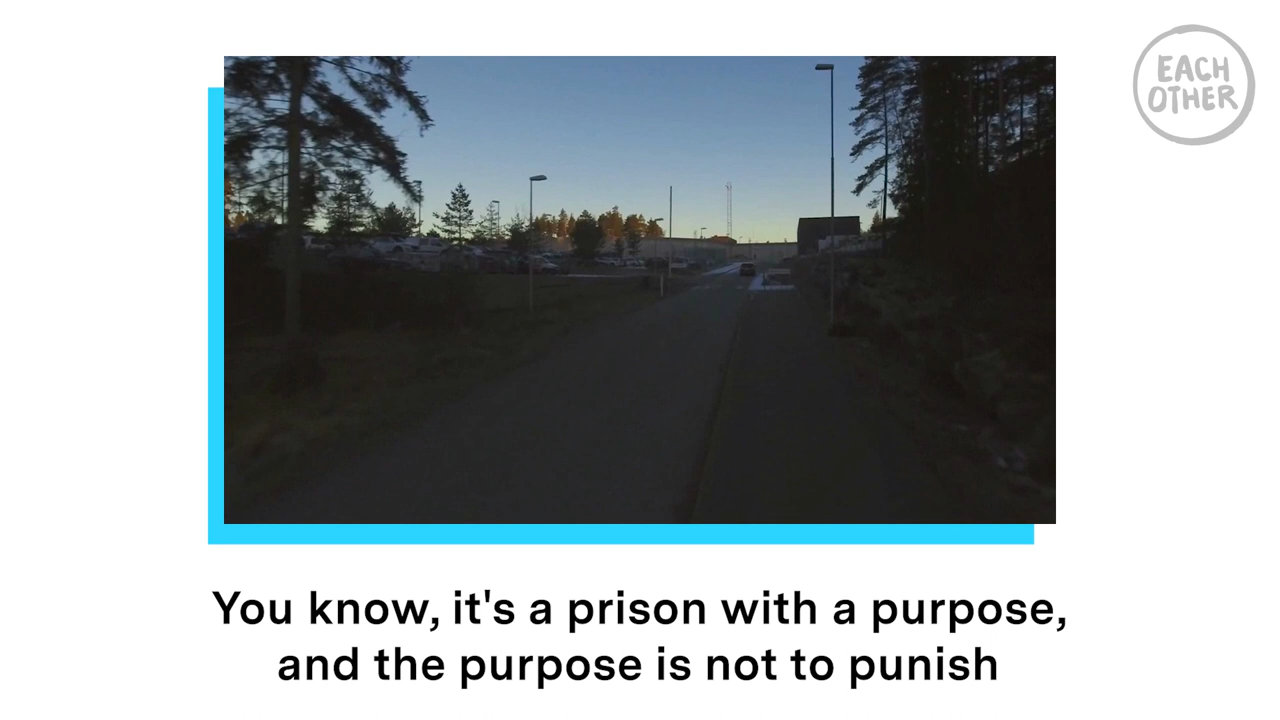 EACH
OTHER
You know, it's a prison with a purpose,
and the purpose is not to punish